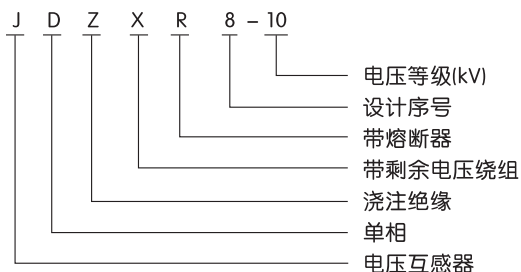 J D Z X R 8 - 10
电压等级(kV)
设计序号
带熔断器
带剩余电压绕组
浇注绝缘
单相
电压互感器